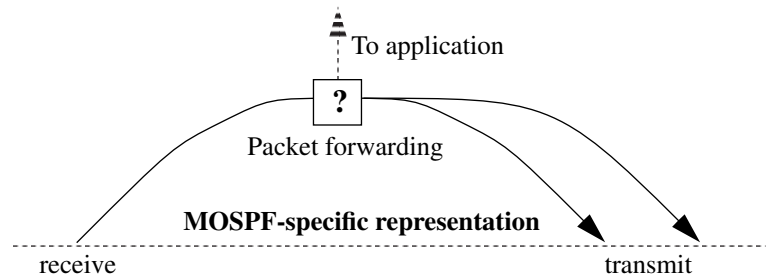 To application
?
Packet forwarding
MOSPF-specific representation
receive
transmit